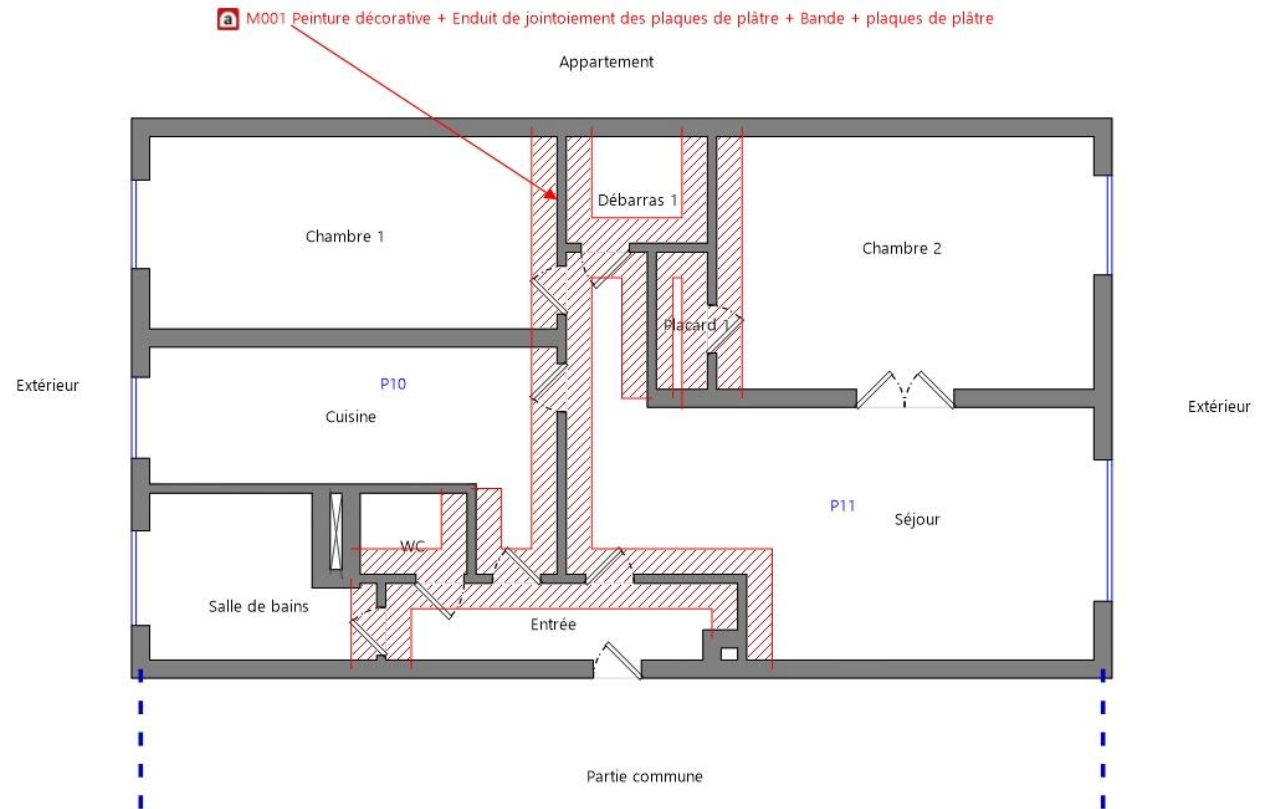 a M001 Peinture décorative + Enduit de jointoiement des plaques de plâtre + Bande + plaques de plâtre
Appartement
Débarras 1
Chambre 1
Chambre 2
Placard 1
Extérieur
P10
Extérieur
Cuisine
P11
Séjour
WC
Salle de bains
Entrée
Partie commune